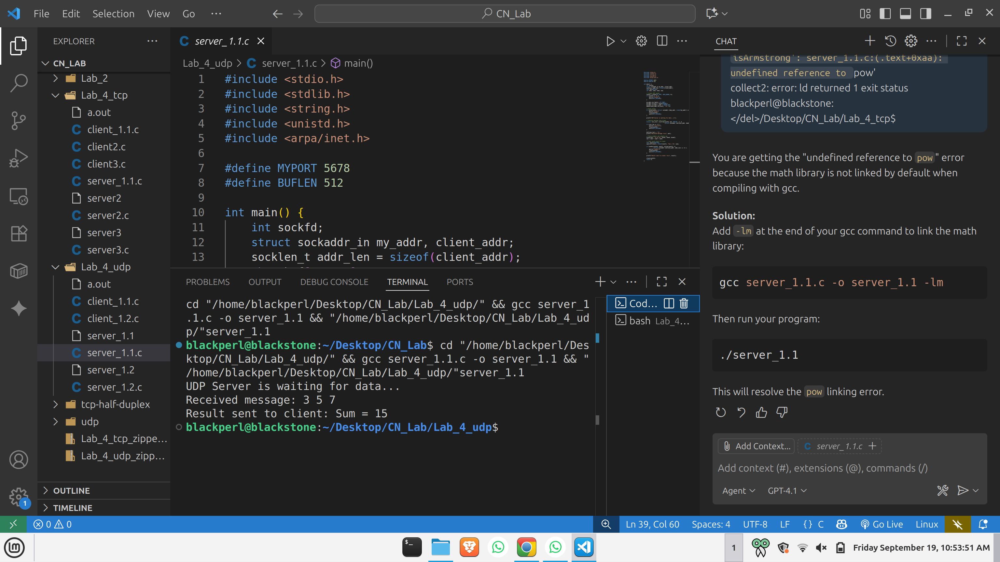 File Edit Selection View Go ···
CN_Lab
EXPLORER ···
CN_LAB
Lab_2
Lab_4_tcp
a.out
client_1.1.c
client2.c
client3.c
server_1.1.c
server2
server2.c
server3
server3.c
Lab_4_udp
a.out
client_1.1.c
client_1.2.c
server_1.1
server_1.1.c
server_1.2
server_1.2.c
tcp-half-duplex
udp
Lab_4_tcp_zippe...
Lab_4_udp_zipp...
OUTLINE
TIMELINE
1
server_1.1.c
Lab_4_udp > server_1.1.c > main()
1 #include <stdio.h>
2 #include <stdlib.h>
3 #include <string.h>
4 #include <unistd.h>
5 #include <arpa/inet.h>
6
7 #define MYPORT 5678
8 #define BUFLEN 512
9
10 int main() {
11 int sockfd;
12 struct sockaddr_in my_addr, client_addr;
13 socklen_t addr_len = sizeof(client_addr);
PROBLEMS OUTPUT DEBUG CONSOLE TERMINAL PORTS
cd "/home/blackperl/Desktop/CN_Lab/Lab_4_udp/" && gcc server_1
.1.c -o server_1.1 && "/home/blackperl/Desktop/CN_Lab/Lab_4_ud
p/"server_1.1
blackperl@blackstone:~/Desktop/CN_Lab$ cd "/home/blackperl/Des
ktop/CN_Lab/Lab_4_udp/" && gcc server_1.1.c -o server_1.1 && "
/home/blackperl/Desktop/CN_Lab/Lab_4_udp/"server_1.1
UDP Server is waiting for data...
Received message: 3 5 7
Result sent to client: Sum = 15
blackperl@blackstone:~/Desktop/CN_Lab/Lab_4_udp$
Cod...
bash Lab_4...
CHAT
isArmstrong': server_1.1.c:(.text+0xaa):
undefined reference to pow'
collect2: error: ld returned 1 exit status
blackperl@blackstone:
</del>/Desktop/CN_Lab/Lab_4_tcp$
You are getting the "undefined reference to pow" error
because the math library is not linked by default when
compiling with gcc.
Solution:
Add -lm at the end of your gcc command to link the math
library:
gcc server_1.1.c -o server_1.1 -lm
Then run your program:
./server_1.1
This will resolve the pow linking error.
Add Context... server_1.1.c
Add context (#), extensions (@), commands (/)
Agent GPT-4.1
0 0
Ln 39, Col 60 Spaces: 4 UTF-8 LF {} C Go Live Linux
1
Friday September 19, 10:53:51 AM